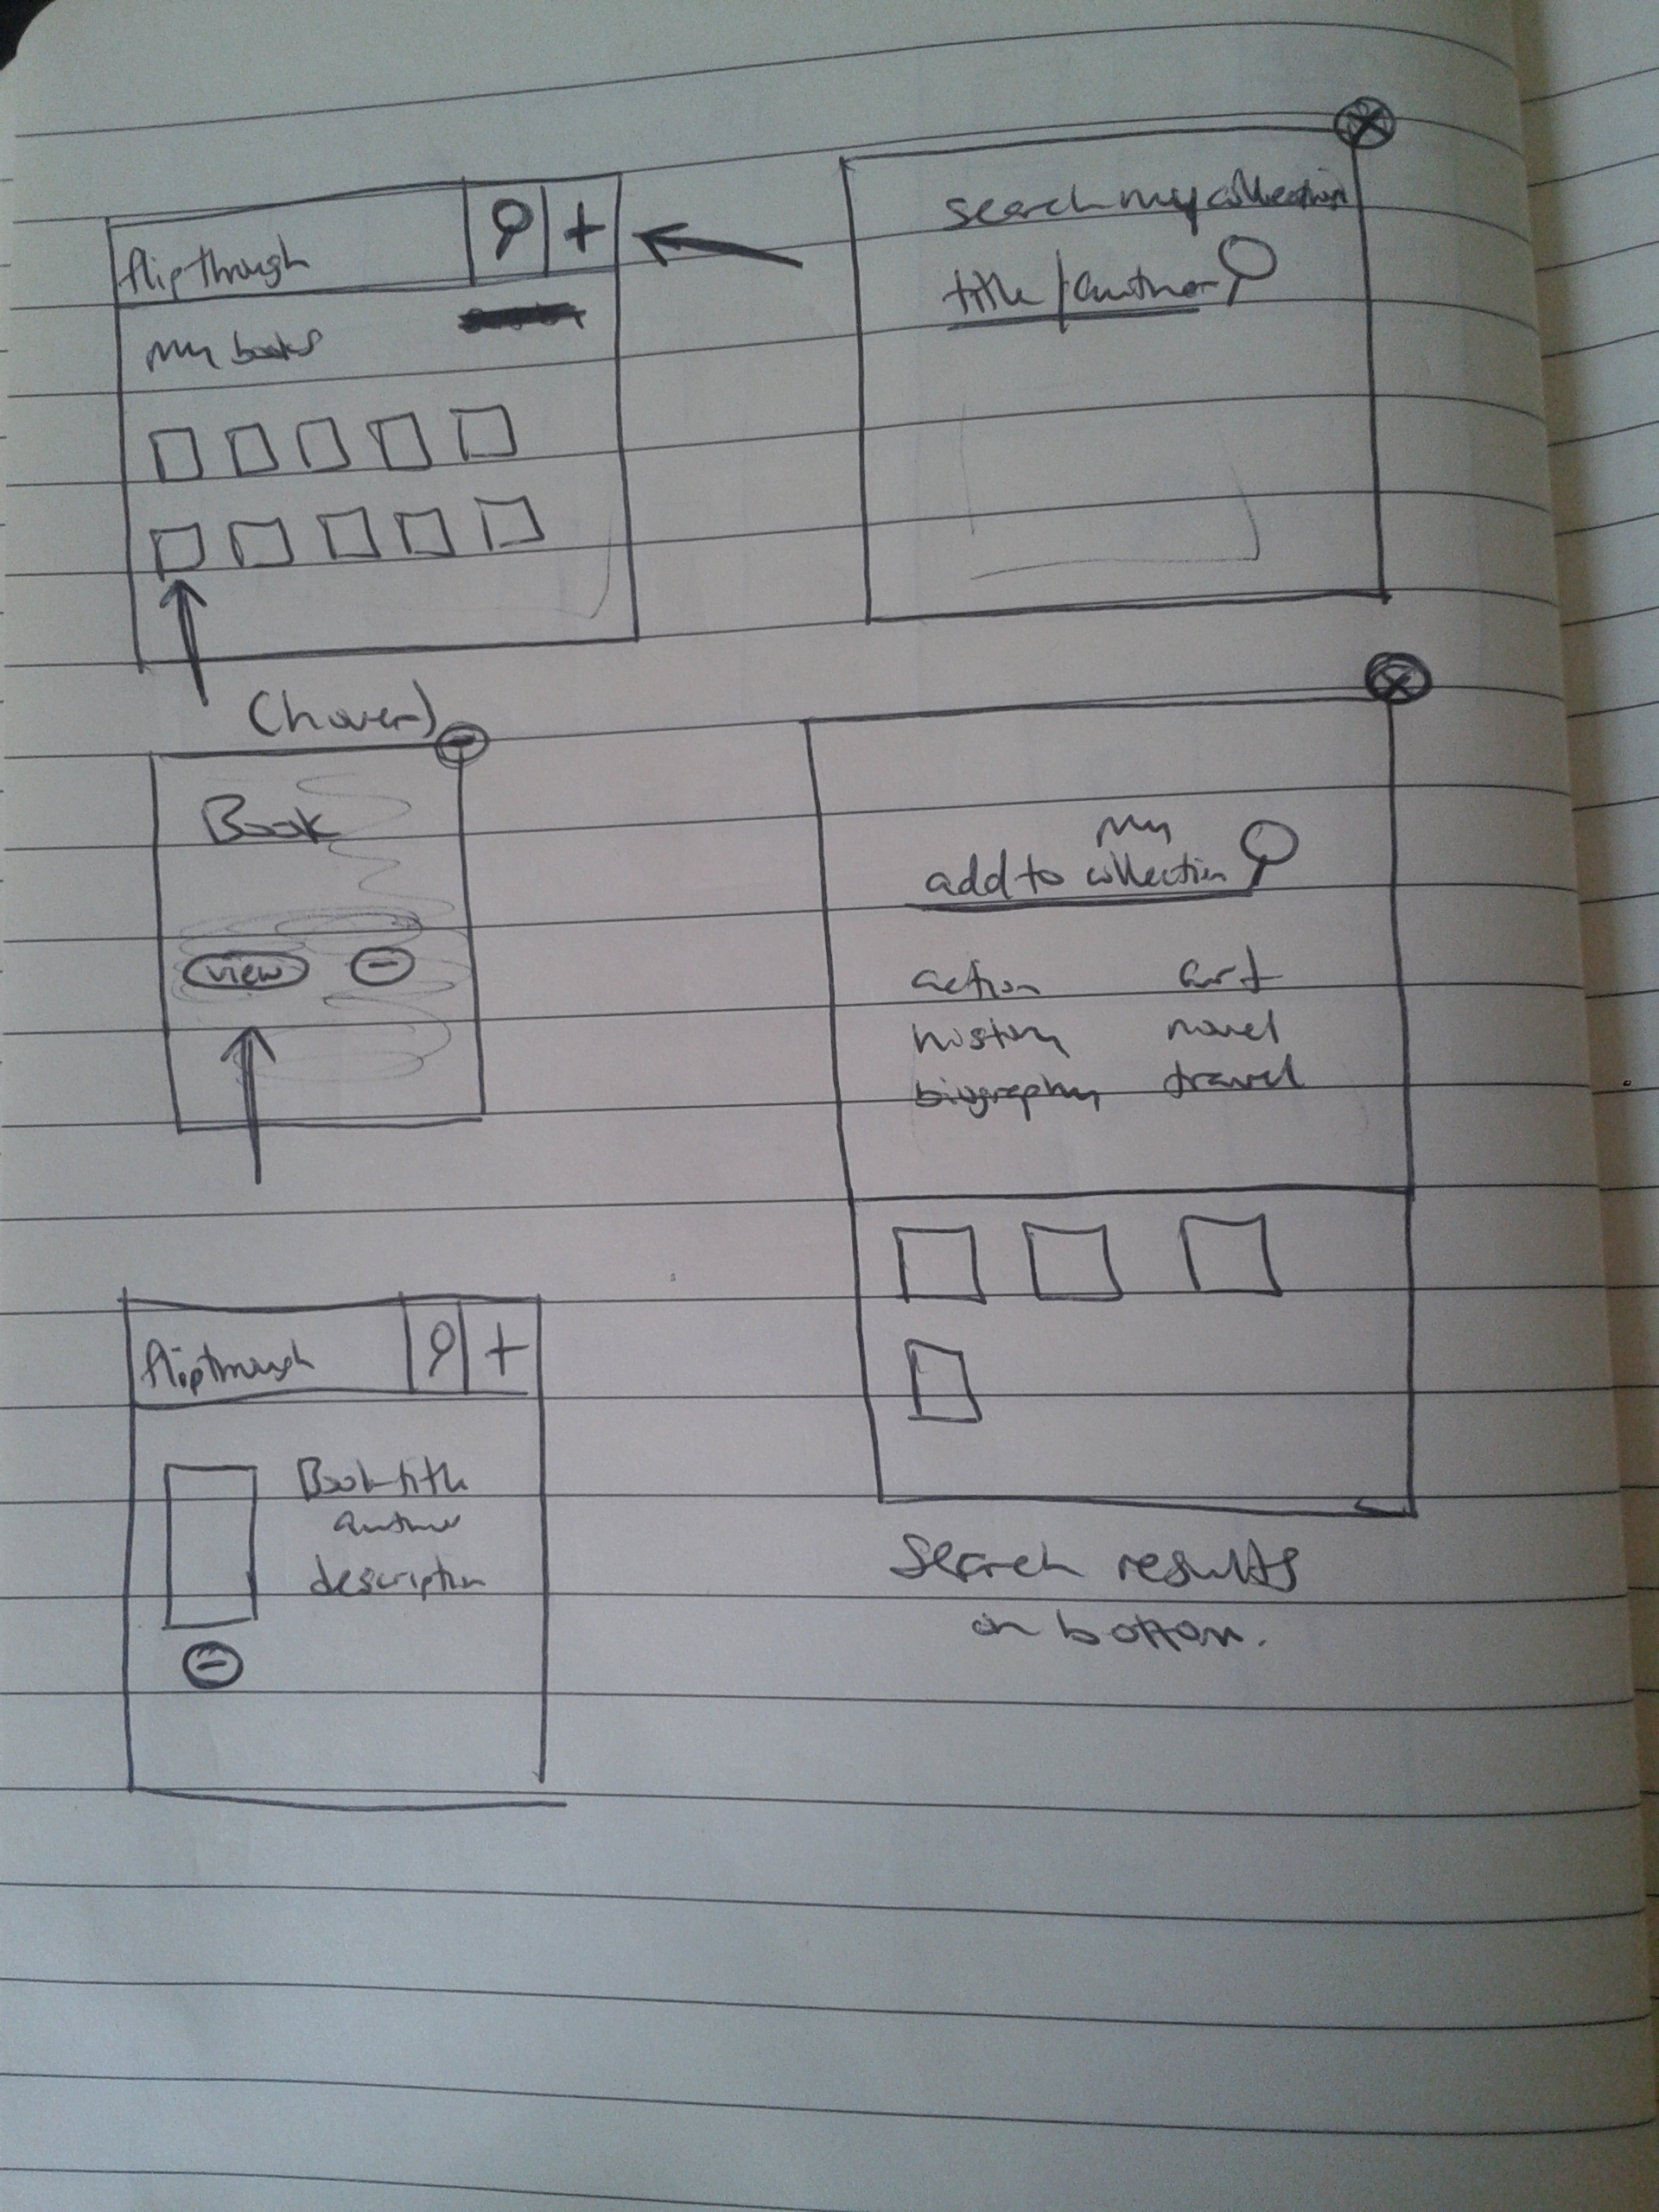 flipthrough
my books
search my collection
title / author
(hover)
Book
view
my
add to collection
action art
history novel
biography travel
flipthrough
Book title
author
description
Search results
on bottom.